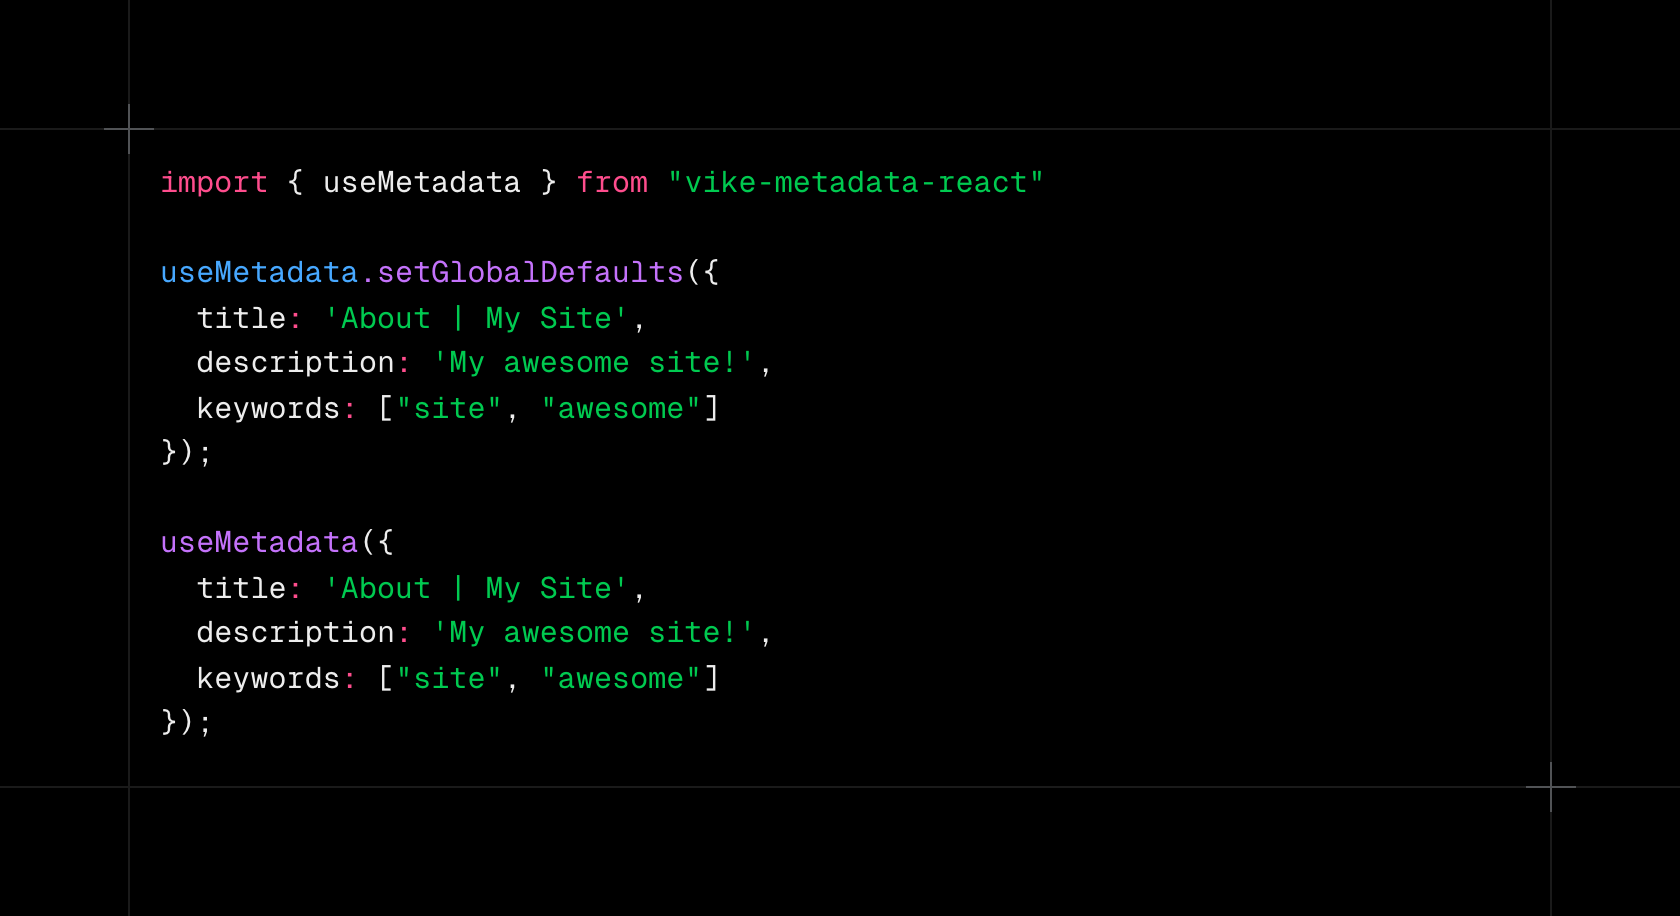 import { useMetadata } from "vike-metadata-react"

useMetadata.setGlobalDefaults({
  title: 'About | My Site',
  description: 'My awesome site!',
  keywords: ["site", "awesome"]
});

useMetadata({
  title: 'About | My Site',
  description: 'My awesome site!',
  keywords: ["site", "awesome"]
});